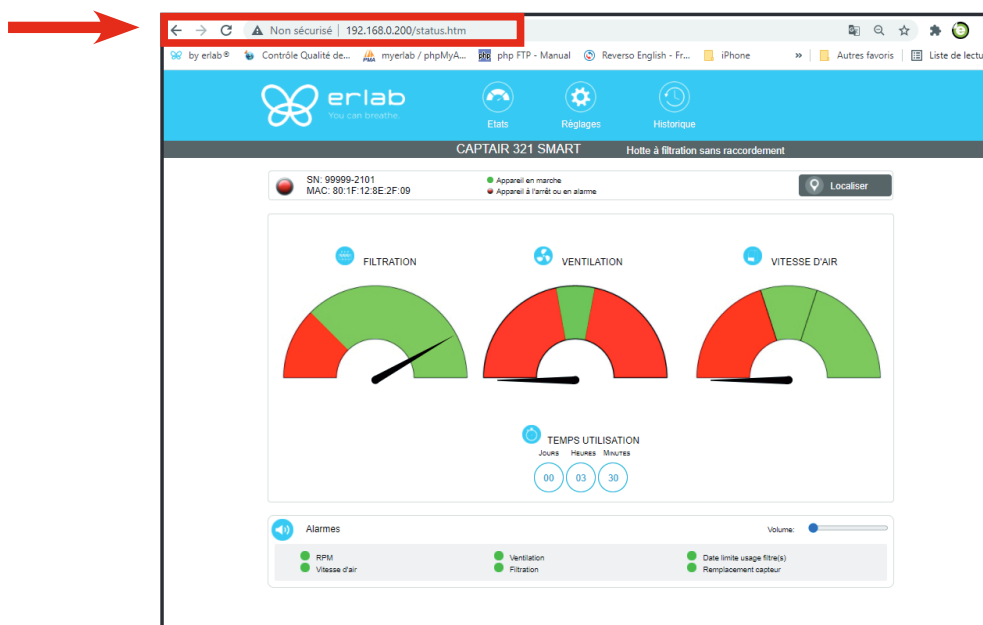 Non sécurisé | 192.168.0.200/status.htm
by erlab® Contrôle Qualité de... PMA myerlab / phpMyA... php php FTP - Manual Reverso English - Fr... iPhone » Autres favoris Liste de lectu
erlab
You can breathe.
Etats Réglages Historique
CAPTAIR 321 SMART Hotte à filtration sans raccordement
SN: 99999-2101
MAC: 80:1F:12:8E:2F:09
Appareil en marche
Appareil à l'arrêt ou en alarme
Localiser
FILTRATION VENTILATION VITESSE D'AIR
TEMPS UTILISATION
Jours Heures Minutes
00 03 30
Alarmes Volume:
RPM Ventilation Date limite usage filtre(s)
Vitesse d'air Filtration Remplacement capteur